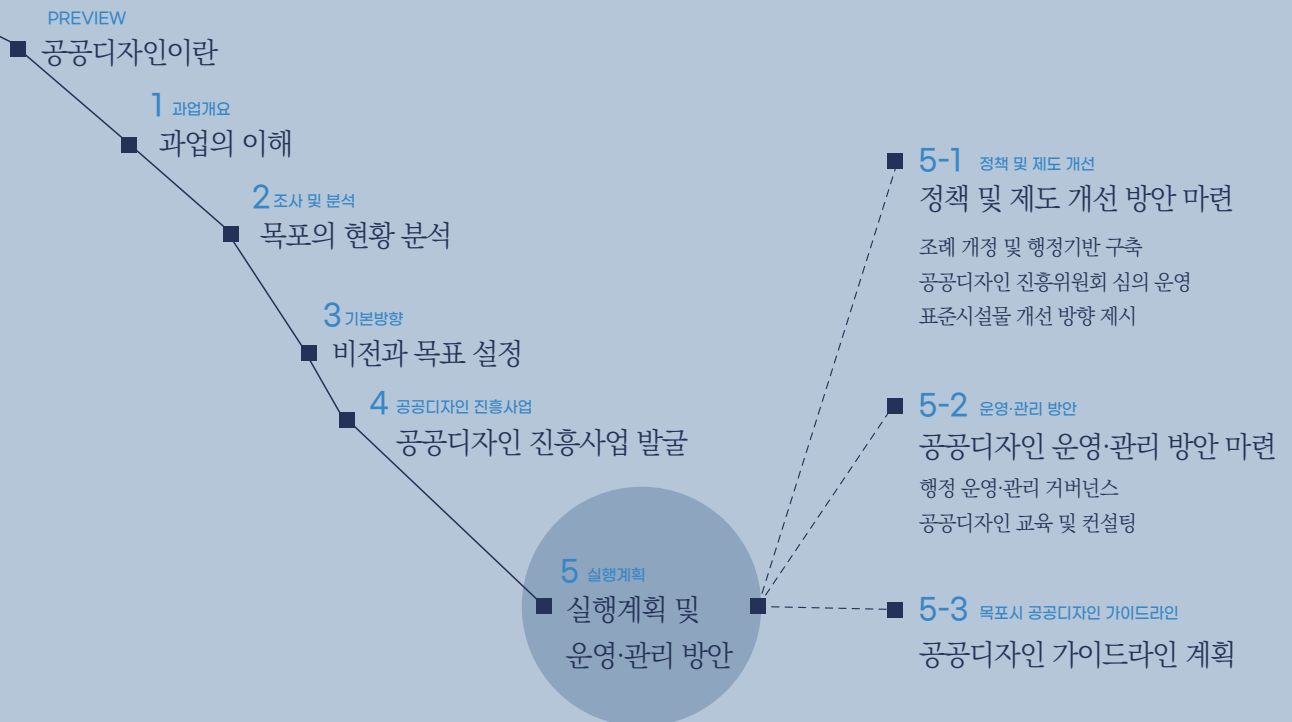 PREVIEW
공공디자인이란
1 과업개요
과업의 이해
2 조사 및 분석
목포의 현황 분석
3 기본방향
비전과 목표 설정
4 공공디자인 진흥사업
공공디자인 진흥사업 발굴
5 실행계획
실행계획 및
운영·관리 방안
5-1 정책 및 제도 개선
정책 및 제도 개선 방안 마련
조례 개정 및 행정기반 구축
공공디자인 진흥위원회 심의 운영
표준시설물 개선 방향 제시
5-2 운영·관리 방안
공공디자인 운영·관리 방안 마련
행정 운영·관리 거버넌스
공공디자인 교육 및 컨설팅
5-3 목포시 공공디자인 가이드라인
공공디자인 가이드라인 계획